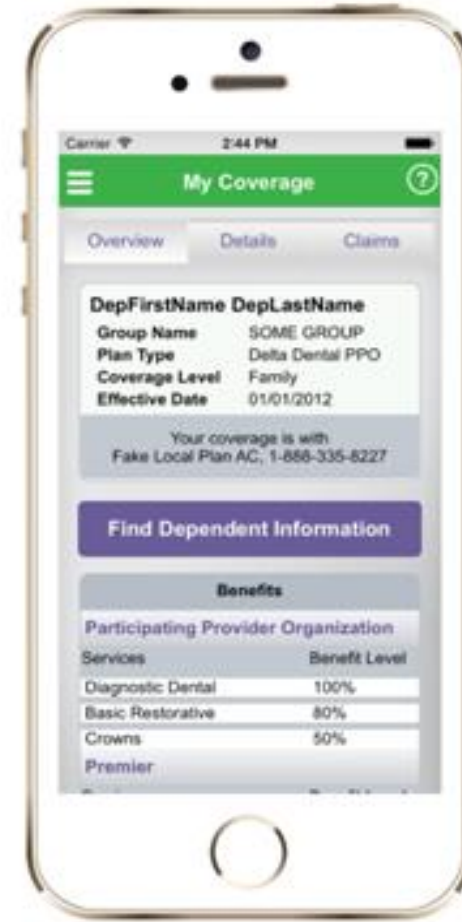 Carrier 2:44 PM
My Coverage ?
Overview Details Claims
DepFirstName DepLastName
Group Name SOME GROUP
Plan Type Delta Dental PPO
Coverage Level Family
Effective Date 01/01/2012
Your coverage is with
Fake Local Plan AC, 1-888-335-8227
Find Dependent Information
Benefits
Participating Provider Organization
Services Benefit Level
Diagnostic Dental 100%
Basic Restorative 80%
Crowns 50%
Premier